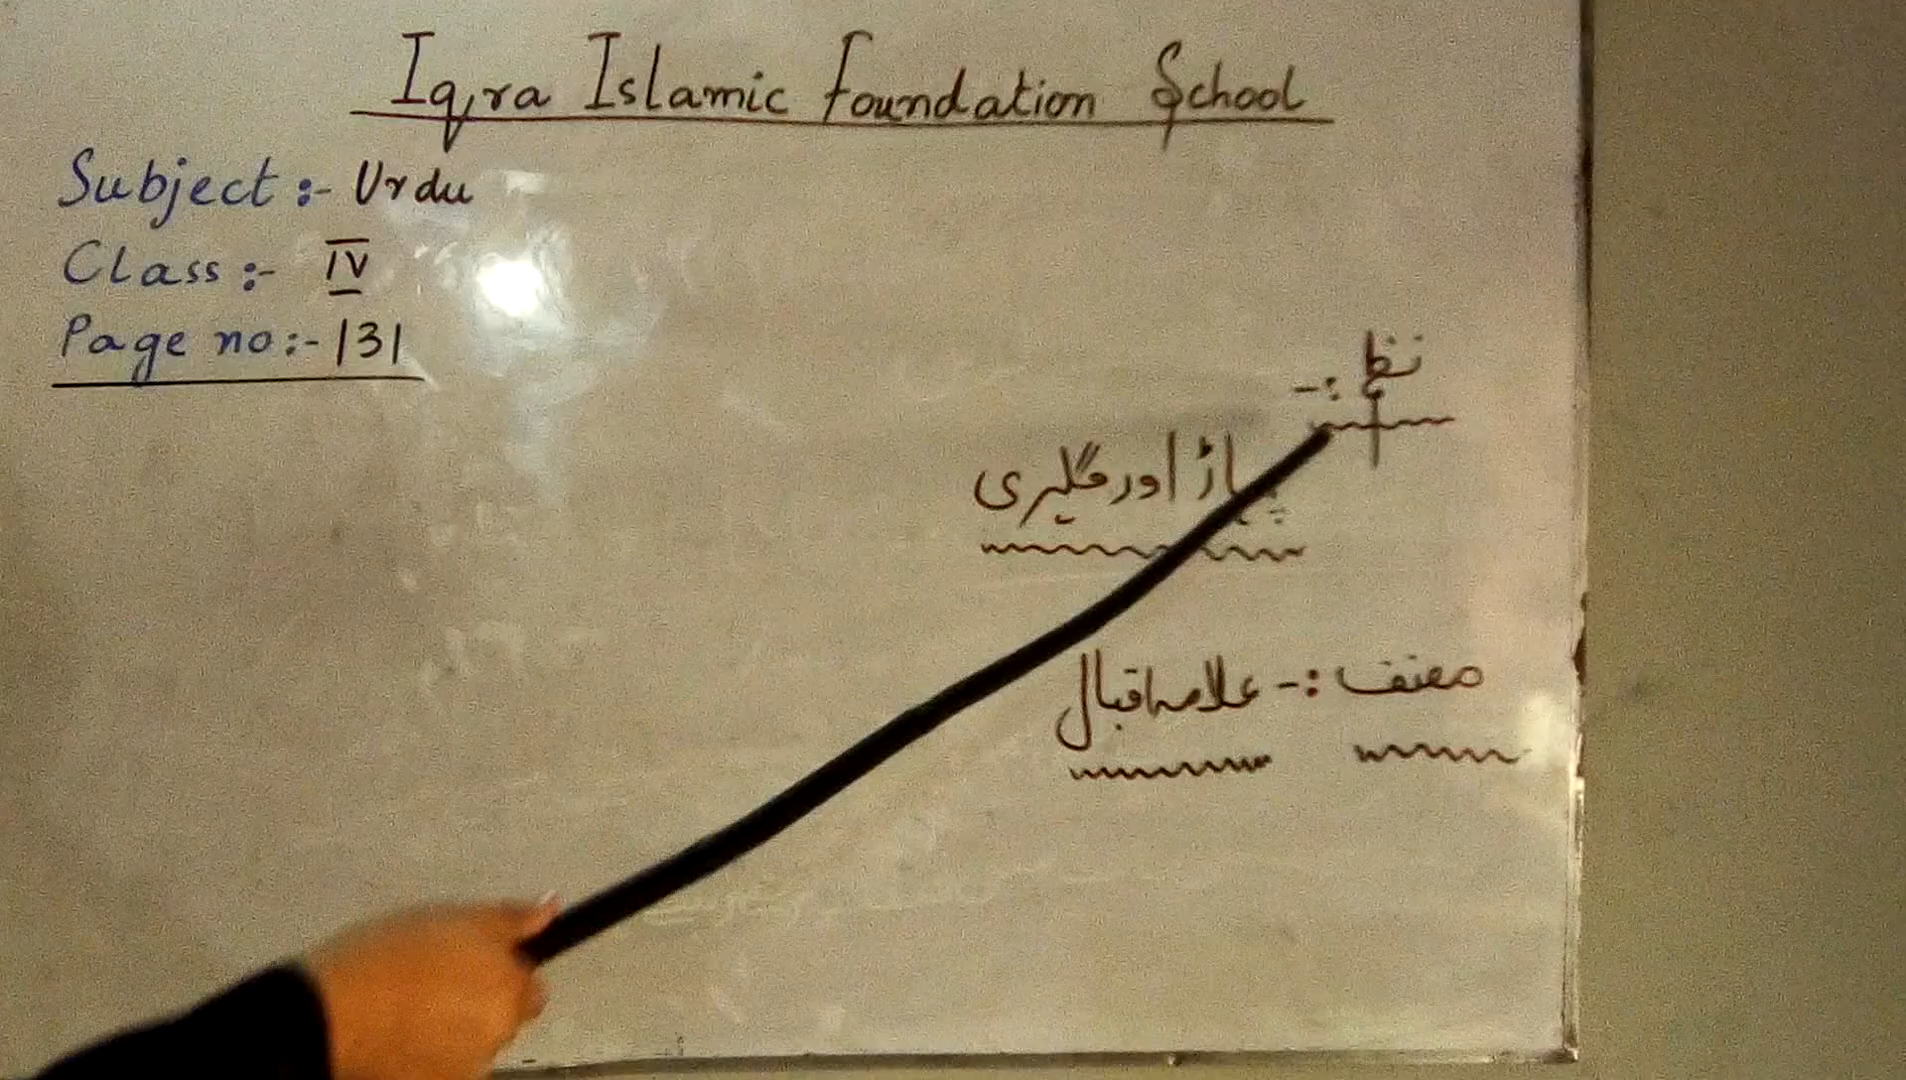 Iqra Islamic Foundation School
Subject :- Urdu
Class :- IV
Page no :- 131
نظم :-
پہاڑ اور گلہری
مصنف :- علامہ اقبال